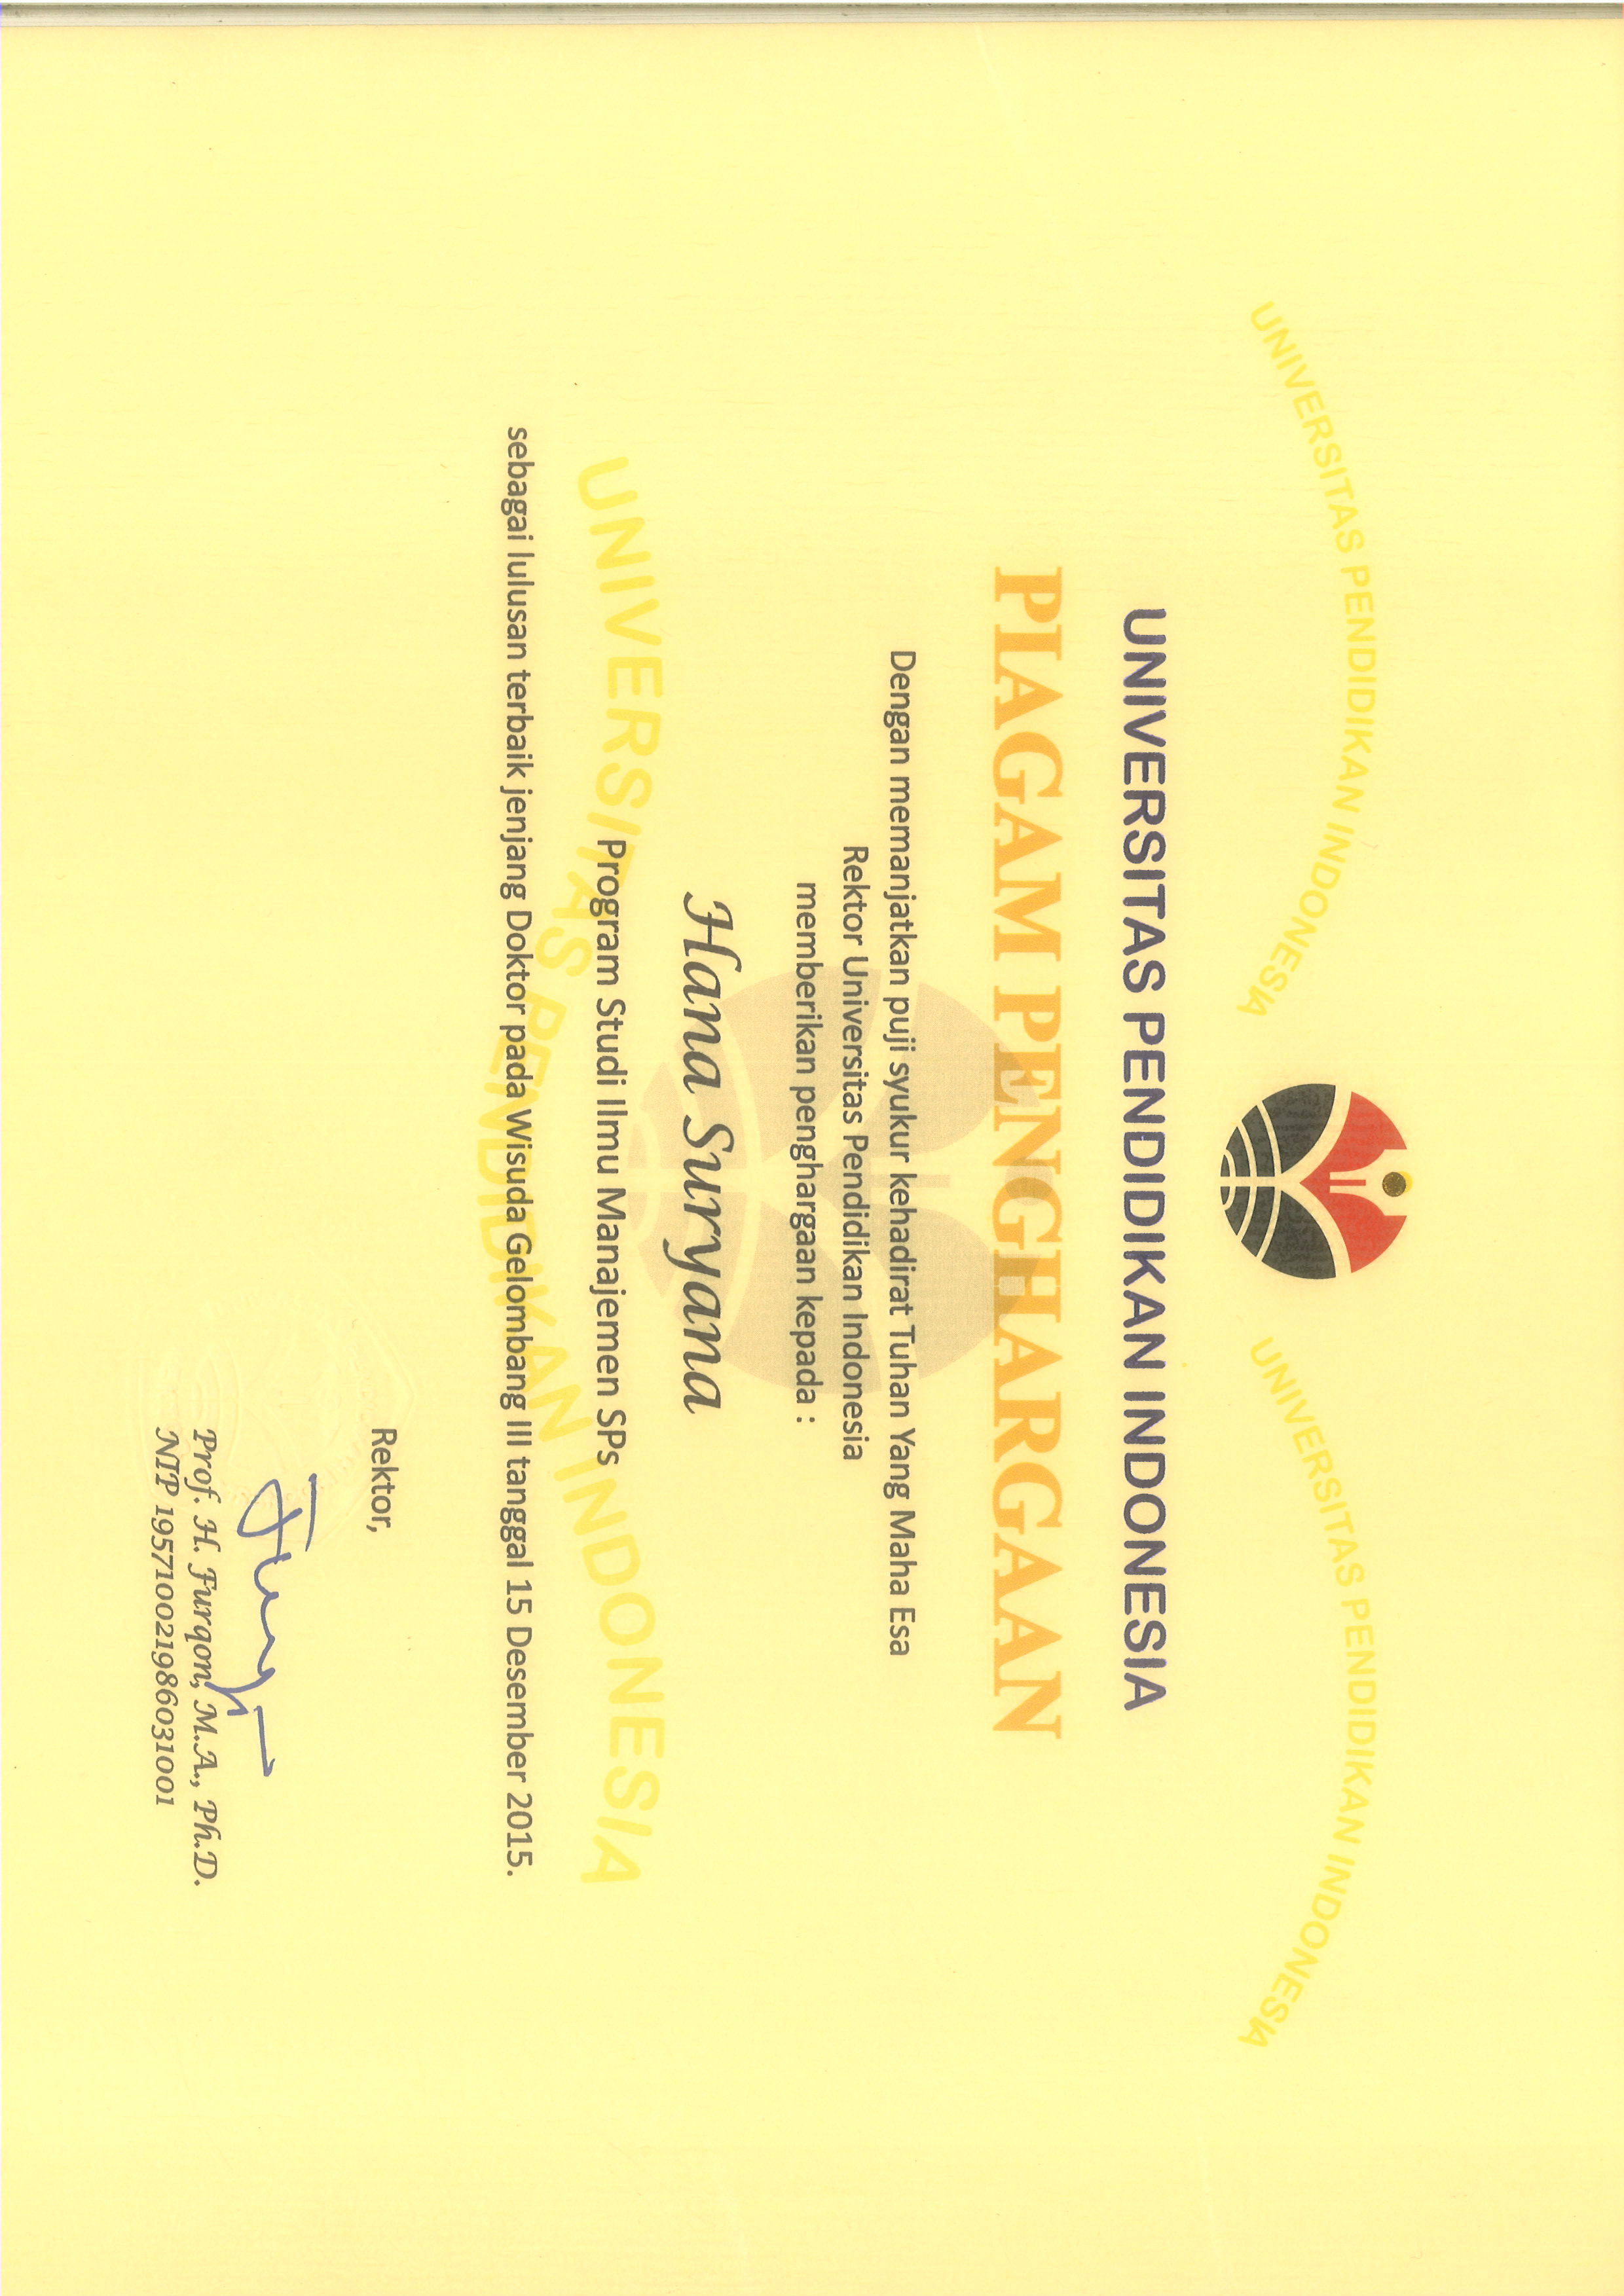 UNIVERSITAS PENDIDIKAN INDONESIA
UNIVERSITAS PENDIDIKAN INDONESIA
UNIVERSITAS PENDIDIKAN INDONESIA
PIAGAM PENGHARGAAN
Dengan memanjatkan puji syukur kehadirat Tuhan Yang Maha Esa
Rektor Universitas Pendidikan Indonesia
memberikan penghargaan kepada :
Hana Suryana
UNIVERSITAS PENDIDIKAN INDONESIA
Program Studi Ilmu Manajemen SPs
sebagai lulusan terbaik jenjang Doktor pada Wisuda Gelombang III tanggal 15 Desember 2015.
Rektor,
Prof. H. Furqon, M.A., Ph.D.
NIP 195710021986031001